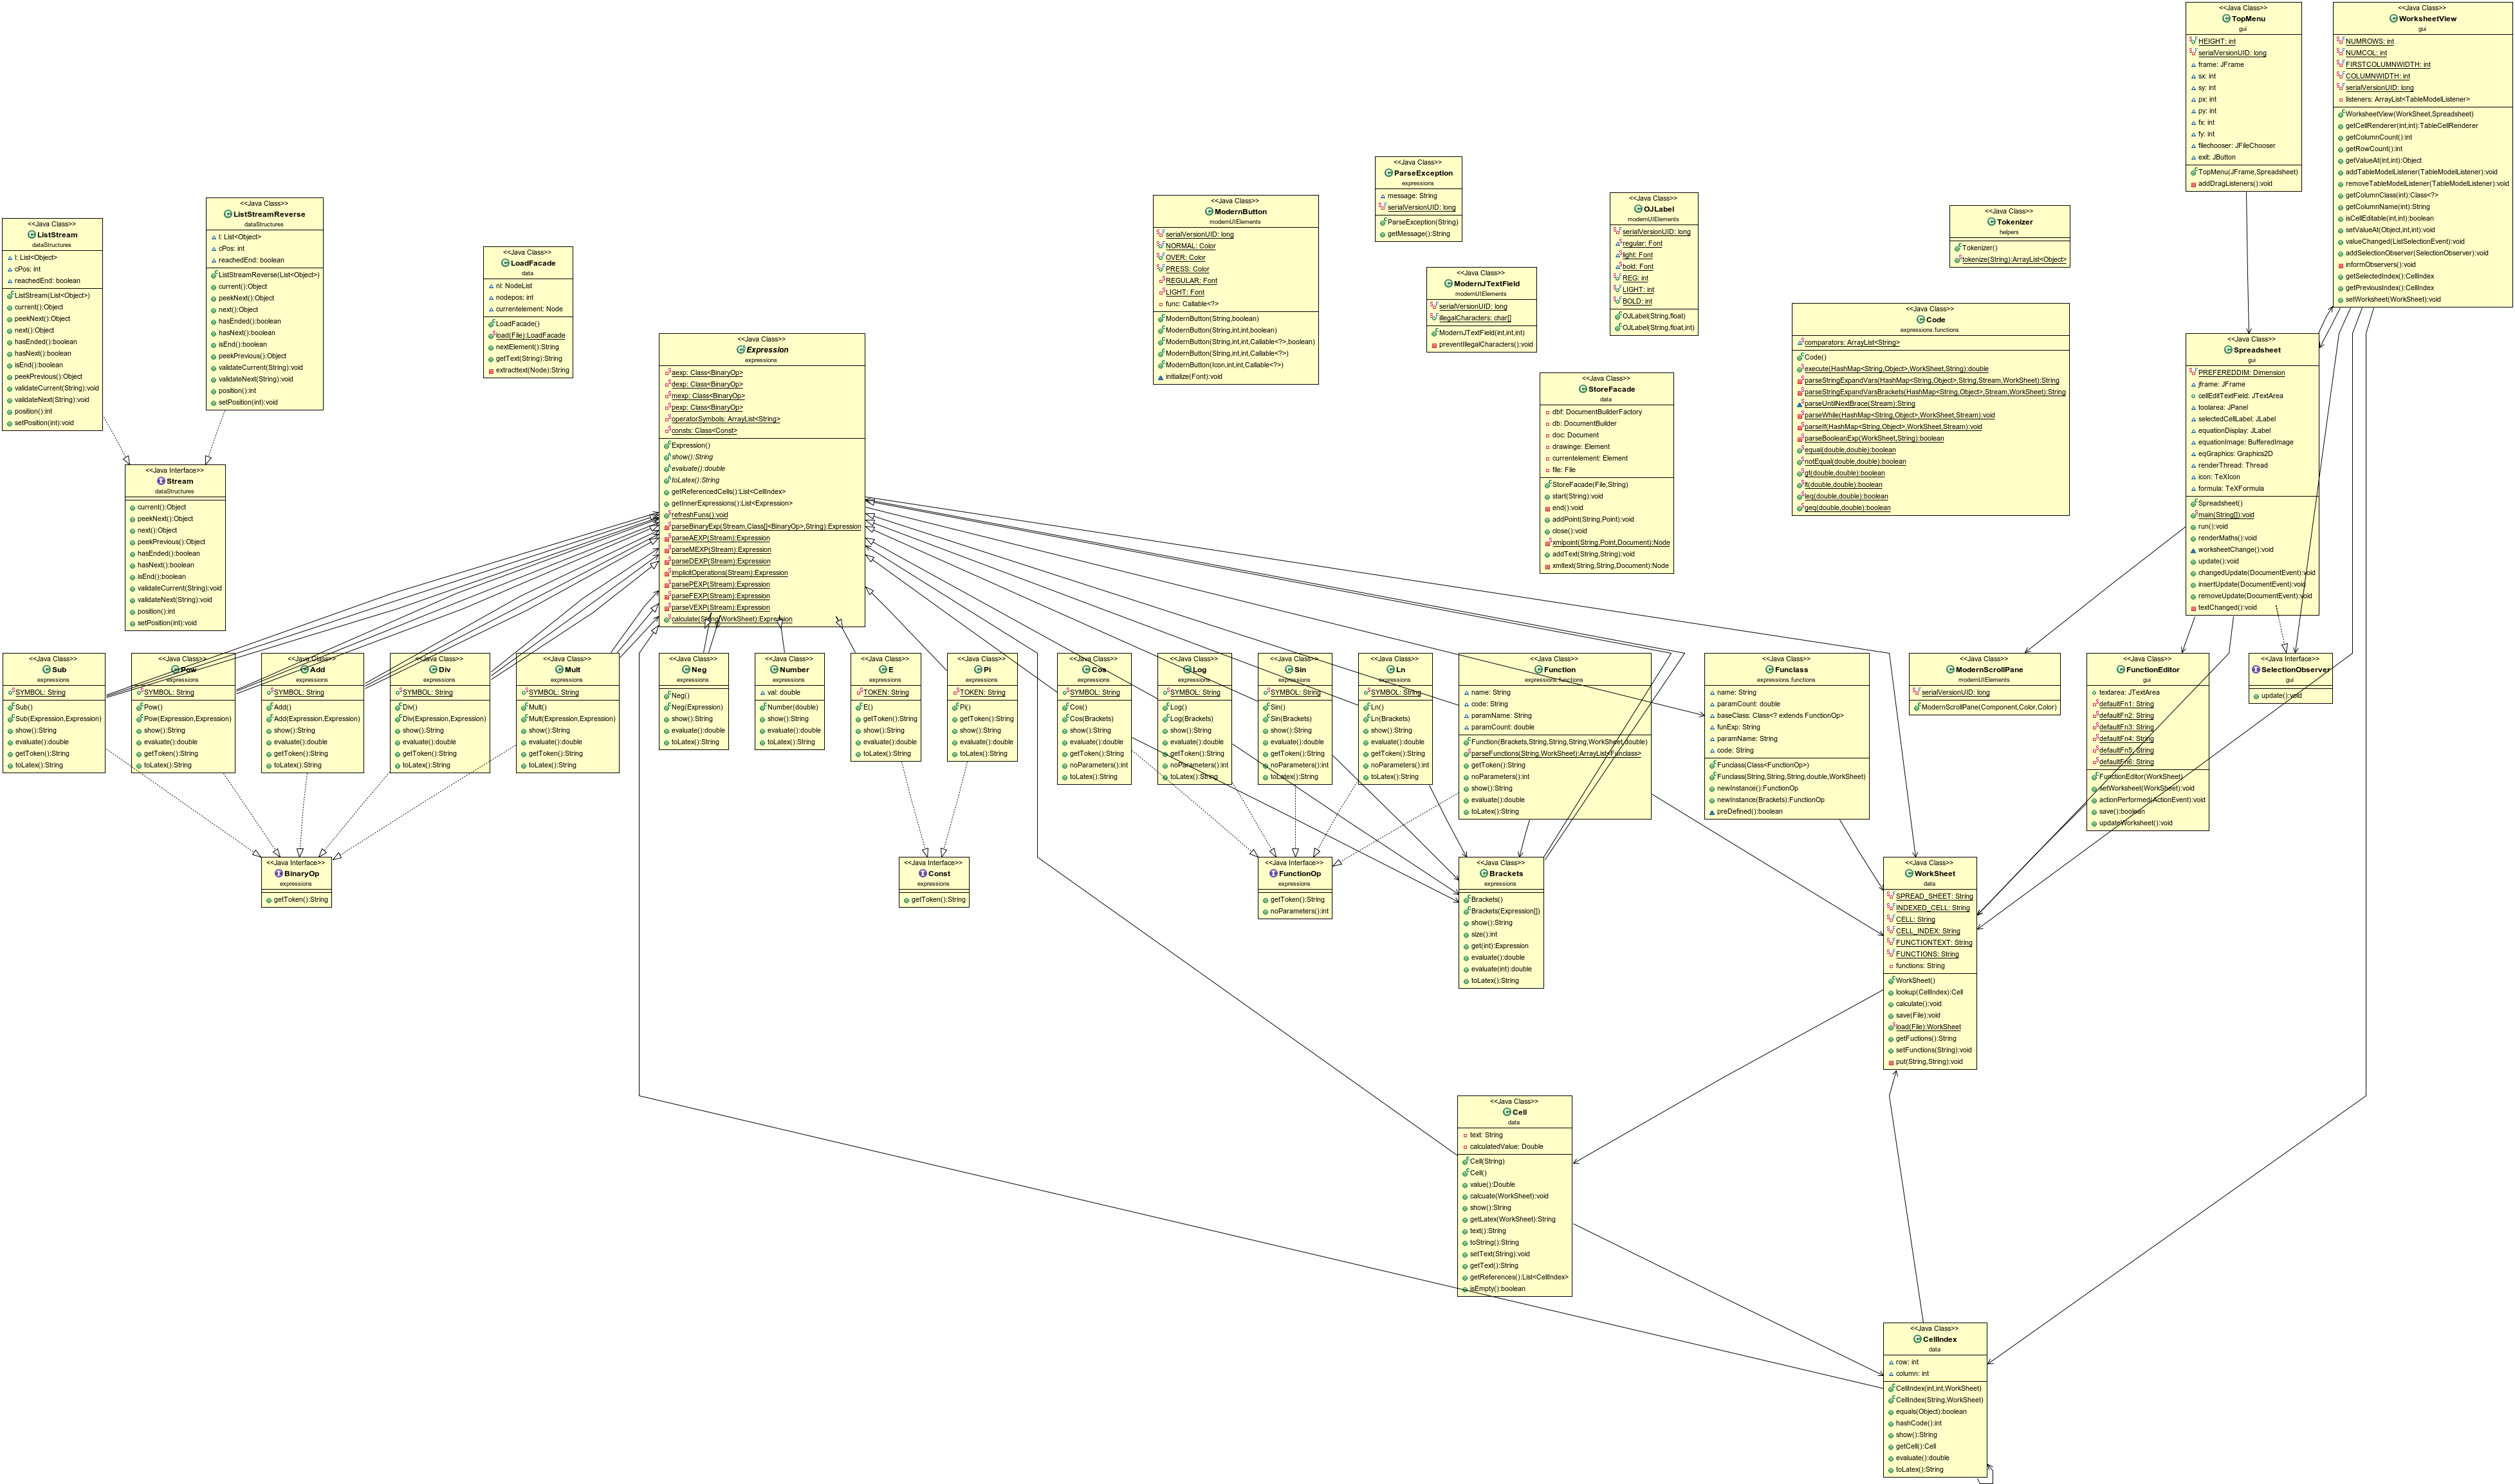 <<Java Class>>
TopMenu
gui
HEIGHT: int
serialVersionUID: long
frame: JFrame
sx: int
sy: int
px: int
py: int
fx: int
fy: int
filechooser: JFileChooser
exit: JButton
TopMenu(JFrame,Spreadsheet)
addDragListeners():void
<<Java Class>>
WorksheetView
gui
NUMROWS: int
NUMCOL: int
FIRSTCOLUMNWIDTH: int
COLUMNWIDTH: int
serialVersionUID: long
listeners: ArrayList<TableModelListener>
WorksheetView(WorkSheet,Spreadsheet)
getCellRenderer(int,int):TableCellRenderer
getColumnCount():int
getRowCount():int
getValueAt(int,int):Object
addTableModelListener(TableModelListener):void
removeTableModelListener(TableModelListener):void
getColumnClass(int):Class<?>
getColumnName(int):String
isCellEditable(int,int):boolean
setValueAt(Object,int,int):void
valueChanged(ListSelectionEvent):void
addSelectionObserver(SelectionObserver):void
informObservers():void
getSelectedIndex():CellIndex
getPreviousIndex():CellIndex
setWorksheet(WorkSheet):void
<<Java Class>>
ListStream
dataStructures
l: List<Object>
cPos: int
reachedEnd: boolean
ListStream(List<Object>)
current():Object
peekNext():Object
next():Object
hasEnded():boolean
hasNext():boolean
isEnd():boolean
peekPrevious():Object
validateCurrent(String):void
validateNext(String):void
position():int
setPosition(int):void
<<Java Class>>
ListStreamReverse
dataStructures
l: List<Object>
cPos: int
reachedEnd: boolean
ListStreamReverse(List<Object>)
current():Object
peekNext():Object
next():Object
hasEnded():boolean
hasNext():boolean
isEnd():boolean
peekPrevious():Object
validateCurrent(String):void
validateNext(String):void
position():int
setPosition(int):void
<<Java Class>>
LoadFacade
data
nl: NodeList
nodepos: int
currentelement: Node
LoadFacade()
load(File):LoadFacade
nextElement():String
getText(String):String
extracttext(Node):String
<<Java Class>>
ModernButton
modernUIElements
serialVersionUID: long
NORMAL: Color
OVER: Color
PRESS: Color
REGULAR: Font
LIGHT: Font
func: Callable<?>
ModernButton(String,boolean)
ModernButton(String,int,int,boolean)
ModernButton(String,int,int,Callable<?>,boolean)
ModernButton(String,int,int,Callable<?>)
ModernButton(Icon,int,int,Callable<?>)
initialize(Font):void
<<Java Class>>
ParseException
expressions
message: String
serialVersionUID: long
ParseException(String)
getMessage():String
<<Java Class>>
ModernJTextField
modernUIElements
serialVersionUID: long
illegalCharacters: char[]
ModernJTextField(int,int,int)
preventIllegalCharacters():void
<<Java Class>>
OJLabel
modernUIElements
serialVersionUID: long
regular: Font
light: Font
bold: Font
REG: int
LIGHT: int
BOLD: int
OJLabel(String,float)
OJLabel(String,float,int)
<<Java Class>>
Tokenizer
helpers
Tokenizer()
tokenize(String):ArrayList<Object>
<<Java Class>>
StoreFacade
data
dbf: DocumentBuilderFactory
db: DocumentBuilder
doc: Document
drawinge: Element
currentelement: Element
file: File
StoreFacade(File,String)
start(String):void
end():void
addPoint(String,Point):void
close():void
xmlpoint(String,Point,Document):Node
addText(String,String):void
xmltext(String,String,Document):Node
<<Java Class>>
Code
expressions.functions
comparators: ArrayList<String>
Code()
execute(HashMap<String,Object>,WorkSheet,String):double
parseStringExpandVars(HashMap<String,Object>,String,Stream,WorkSheet):String
parseStringExpandVarsBrackets(HashMap<String,Object>,Stream,WorkSheet):String
parseUntilNextBrace(Stream):String
parseWhile(HashMap<String,Object>,WorkSheet,Stream):void
parseIf(HashMap<String,Object>,WorkSheet,Stream):void
parseBooleanExp(WorkSheet,String):boolean
equal(double,double):boolean
notEqual(double,double):boolean
gt(double,double):boolean
lt(double,double):boolean
leq(double,double):boolean
geq(double,double):boolean
<<Java Class>>
Spreadsheet
gui
PREFEREDDIM: Dimension
jframe: JFrame
cellEditTextField: JTextArea
toolarea: JPanel
selectedCellLabel: JLabel
equationDisplay: JLabel
equationImage: BufferedImage
eqGraphics: Graphics2D
renderThread: Thread
icon: TeXIcon
formula: TeXFormula
Spreadsheet()
main(String[]):void
run():void
renderMaths():void
worksheetChange():void
update():void
changedUpdate(DocumentEvent):void
insertUpdate(DocumentEvent):void
removeUpdate(DocumentEvent):void
textChanged():void
<<Java Class>>
Expression
expressions
aexp: Class<BinaryOp>
dexp: Class<BinaryOp>
mexp: Class<BinaryOp>
pexp: Class<BinaryOp>
operatorSymbols: ArrayList<String>
consts: Class<Const>
Expression()
show():String
evaluate():double
toLatex():String
getReferencedCells():List<CellIndex>
getInnerExpressions():List<Expression>
refreshFuns():void
parseBinaryExp(Stream,Class[]<BinaryOp>,String):Expression
parseAEXP(Stream):Expression
parseMEXP(Stream):Expression
parseDEXP(Stream):Expression
implicitOperations(Stream):Expression
parsePEXP(Stream):Expression
parseFEXP(Stream):Expression
parseVEXP(Stream):Expression
calculate(String,WorkSheet):Expression
<<Java Interface>>
Stream
dataStructures
current():Object
peekNext():Object
next():Object
peekPrevious():Object
hasEnded():boolean
hasNext():boolean
isEnd():boolean
validateCurrent(String):void
validateNext(String):void
position():int
setPosition(int):void
<<Java Class>>
Sub
expressions
SYMBOL: String
Sub()
Sub(Expression,Expression)
show():String
evaluate():double
getToken():String
toLatex():String
<<Java Class>>
Pow
expressions
SYMBOL: String
Pow()
Pow(Expression,Expression)
show():String
evaluate():double
getToken():String
toLatex():String
<<Java Class>>
Add
expressions
SYMBOL: String
Add()
Add(Expression,Expression)
show():String
evaluate():double
getToken():String
toLatex():String
<<Java Class>>
Div
expressions
SYMBOL: String
Div()
Div(Expression,Expression)
show():String
evaluate():double
getToken():String
toLatex():String
<<Java Class>>
Mult
expressions
SYMBOL: String
Mult()
Mult(Expression,Expression)
show():String
evaluate():double
getToken():String
toLatex():String
<<Java Class>>
Neg
expressions
Neg()
Neg(Expression)
show():String
evaluate():double
toLatex():String
<<Java Class>>
Number
expressions
val: double
Number(double)
show():String
evaluate():double
toLatex():String
<<Java Class>>
E
expressions
TOKEN: String
E()
getToken():String
show():String
evaluate():double
toLatex():String
<<Java Class>>
Pi
expressions
TOKEN: String
Pi()
getToken():String
show():String
evaluate():double
toLatex():String
<<Java Class>>
Cos
expressions
SYMBOL: String
Cos()
Cos(Brackets)
show():String
evaluate():double
getToken():String
noParameters():int
toLatex():String
<<Java Class>>
Log
expressions
SYMBOL: String
Log()
Log(Brackets)
show():String
evaluate():double
getToken():String
noParameters():int
toLatex():String
<<Java Class>>
Sin
expressions
SYMBOL: String
Sin()
Sin(Brackets)
show():String
evaluate():double
getToken():String
noParameters():int
toLatex():String
<<Java Class>>
Ln
expressions
SYMBOL: String
Ln()
Ln(Brackets)
show():String
evaluate():double
getToken():String
noParameters():int
toLatex():String
<<Java Class>>
Function
expressions.functions
name: String
code: String
paramName: String
paramCount: double
Function(Brackets,String,String,String,WorkSheet,double)
parseFunctions(String,WorkSheet):ArrayList<Funclass>
getToken():String
noParameters():int
show():String
evaluate():double
toLatex():String
<<Java Class>>
Funclass
expressions.functions
name: String
paramCount: double
baseClass: Class<? extends FunctionOp>
funExp: String
paramName: String
code: String
Funclass(Class<FunctionOp>)
Funclass(String,String,String,double,WorkSheet)
newInstance():FunctionOp
newInstance(Brackets):FunctionOp
preDefined():boolean
<<Java Class>>
ModernScrollPane
modernUIElements
serialVersionUID: long
ModernScrollPane(Component,Color,Color)
<<Java Class>>
FunctionEditor
gui
textarea: JTextArea
defaultFn1: String
defaultFn2: String
defaultFn3: String
defaultFn4: String
defaultFn5: String
defaultFn6: String
FunctionEditor(WorkSheet)
setWorksheet(WorkSheet):void
actionPerformed(ActionEvent):void
save():boolean
updateWorksheet():void
<<Java Interface>>
SelectionObserver
gui
update():void
<<Java Interface>>
BinaryOp
expressions
getToken():String
<<Java Interface>>
Const
expressions
getToken():String
<<Java Interface>>
FunctionOp
expressions
getToken():String
noParameters():int
<<Java Class>>
Brackets
expressions
Brackets()
Brackets(Expression[])
show():String
size():int
get(int):Expression
evaluate():double
evaluate(int):double
toLatex():String
<<Java Class>>
WorkSheet
data
SPREAD_SHEET: String
INDEXED_CELL: String
CELL: String
CELL_INDEX: String
FUNCTIONTEXT: String
FUNCTIONS: String
functions: String
WorkSheet()
lookup(CellIndex):Cell
calculate():void
save(File):void
load(File):WorkSheet
getFuctions():String
setFunctions(String):void
put(String,String):void
<<Java Class>>
Cell
data
text: String
calculatedValue: Double
Cell(String)
Cell()
value():Double
calcuate(WorkSheet):void
show():String
getLatex(WorkSheet):String
text():String
toString():String
setText(String):void
getText():String
getReferences():List<CellIndex>
isEmpty():boolean
<<Java Class>>
CellIndex
data
row: int
column: int
CellIndex(int,int,WorkSheet)
CellIndex(String,WorkSheet)
equals(Object):boolean
hashCode():int
show():String
getCell():Cell
evaluate():double
toLatex():String